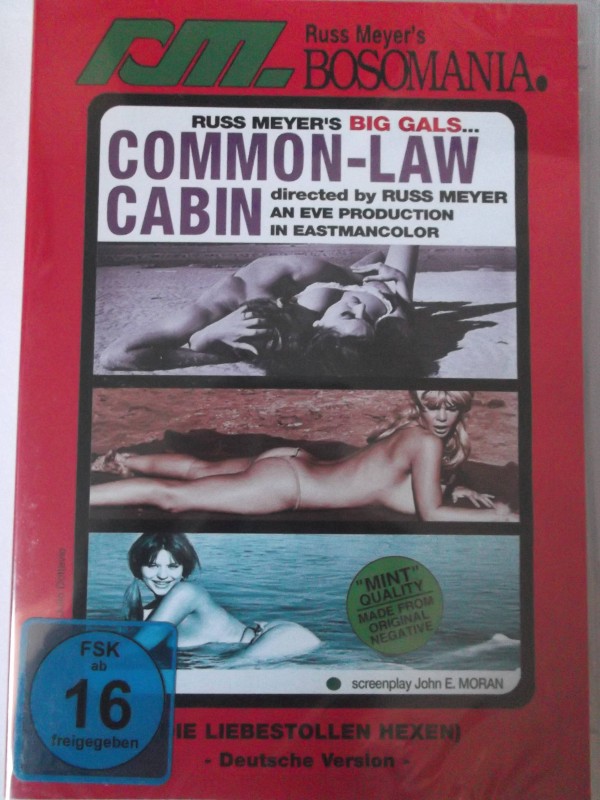 RM.
Russ Meyer's
BOSOMANIA.
RUSS MEYER'S BIG GALS...
COMMON-LAW
CABIN
directed by RUSS MEYER
AN EVE PRODUCTION
IN EASTMANCOLOR
"MINT"
QUALITY
MADE FROM
ORIGINAL
NEGATIVE
screenplay John E. MORAN
FSK
ab
16
freigegeben
DIE LIEBESTOLLEN HEXEN)
- Deutsche Version -